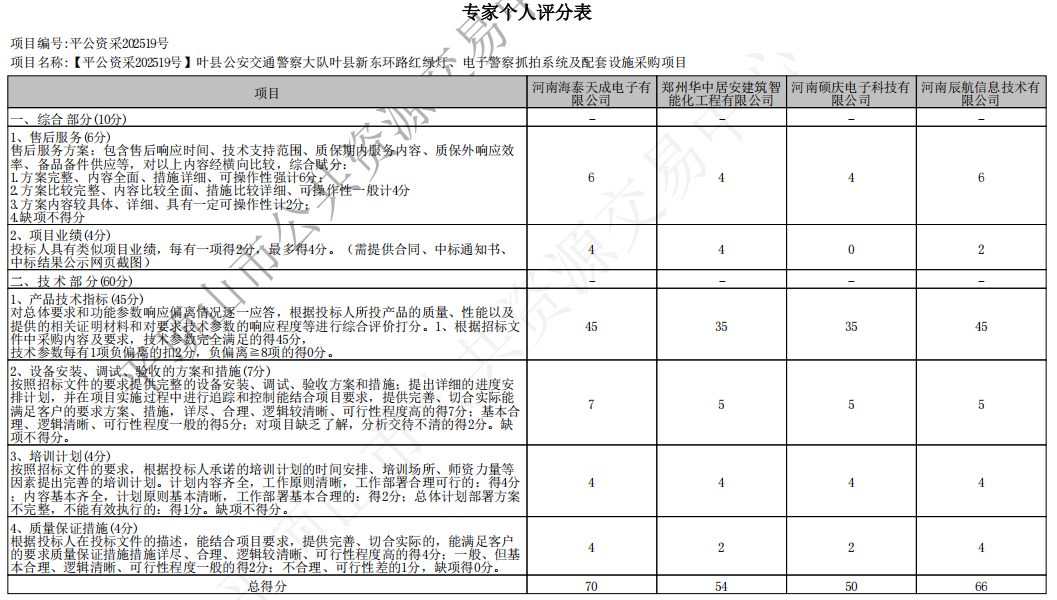 专家个人评分表
项目编号:平公资采202519号
项目名称:【平公资采202519号】叶县公安交通警察大队叶县新东环路红绿灯、电子警察抓拍系统及配套设施采购项目
项目
河南海泰天成电子有
限公司
郑州华中居安建筑智
能化工程有限公司
河南硕庆电子科技有
限公司
河南辰航信息技术有
限公司
一、综合部分(10分)
－ － － －
1、售后服务(6分)
售后服务方案：包含售后响应时间、技术支持范围、质保期内服务内容、质保外响应效
率、备品备件供应等，对以上内容经横向比较，综合赋分：
1.方案完整、内容全面、措施详细、可操作性强计6分；
2.方案比较完整、内容比较全面、措施比较详细、可操作性一般计4分
3.方案内容较具体、详细、具有一定可操作性计2分；
4.缺项不得分
6 4 4 6
2、项目业绩(4分)
投标人具有类似项目业绩，每有一项得2分，最多得4分。（需提供合同、中标通知书、
中标结果公示网页截图）
4 4 0 2
二、技术部分(60分)
－ － － －
1、产品技术指标(45分)
对总体要求和功能参数响应偏离情况逐一应答，根据投标人所投产品的质量、性能以及
提供的相关证明材料和对要求技术参数的响应程度等进行综合评价打分。1、根据招标文
件中采购内容及要求，技术参数完全满足的得45分，
技术参数每有1项负偏离的扣2分，负偏离≧8项的得0分。
45 35 35 45
2、设备安装、调试、验收的方案和措施(7分)
按照招标文件的要求提供完整的设备安装、调试、验收方案和措施；提出详细的进度安
排计划，并在项目实施过程中进行追踪和控制能结合项目要求，提供完善、切合实际能
满足客户的要求方案、措施，详尽、合理、逻辑较清晰、可行性程度高的得7分；基本合
理、逻辑清晰、可行性程度一般的得5分；对项目缺乏了解，分析交待不清的得2分。缺
项不得分。
7 5 5 5
3、培训计划(4分)
按照招标文件的要求，根据投标人承诺的培训计划的时间安排、培训场所、师资力量等
因素提出完善的培训计划。计划内容齐全，工作原则清晰，工作部署合理可行的：得4分
；内容基本齐全，计划原则基本清晰，工作部署基本合理的：得2分；总体计划部署方案
不完整，不能有效执行的：得1分。缺项不得分。
4 4 4 4
4、质量保证措施(4分)
根据投标人在投标文件的描述，能结合项目要求，提供完善、切合实际的，能满足客户
的要求质量保证措施措施详尽、合理、逻辑较清晰、可行性程度高的得4分；一般、但基
本合理、逻辑清晰、可行性程度一般的得2分；不合理、可行性差的1分，缺项得0分。
4 2 2 4
总得分
70 54 50 66
平顶山市公共资源交易中心
平顶山市公共资源交易中心